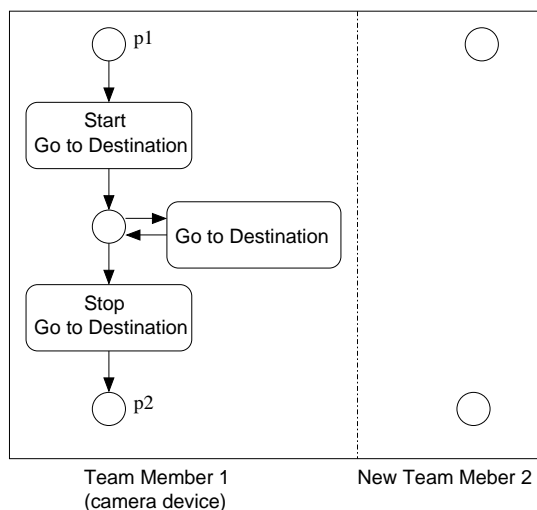 p1
Start
Go to Destination
Go to Destination
Stop
Go to Destination
p2
Team Member 1
(camera device)
New Team Meber 2